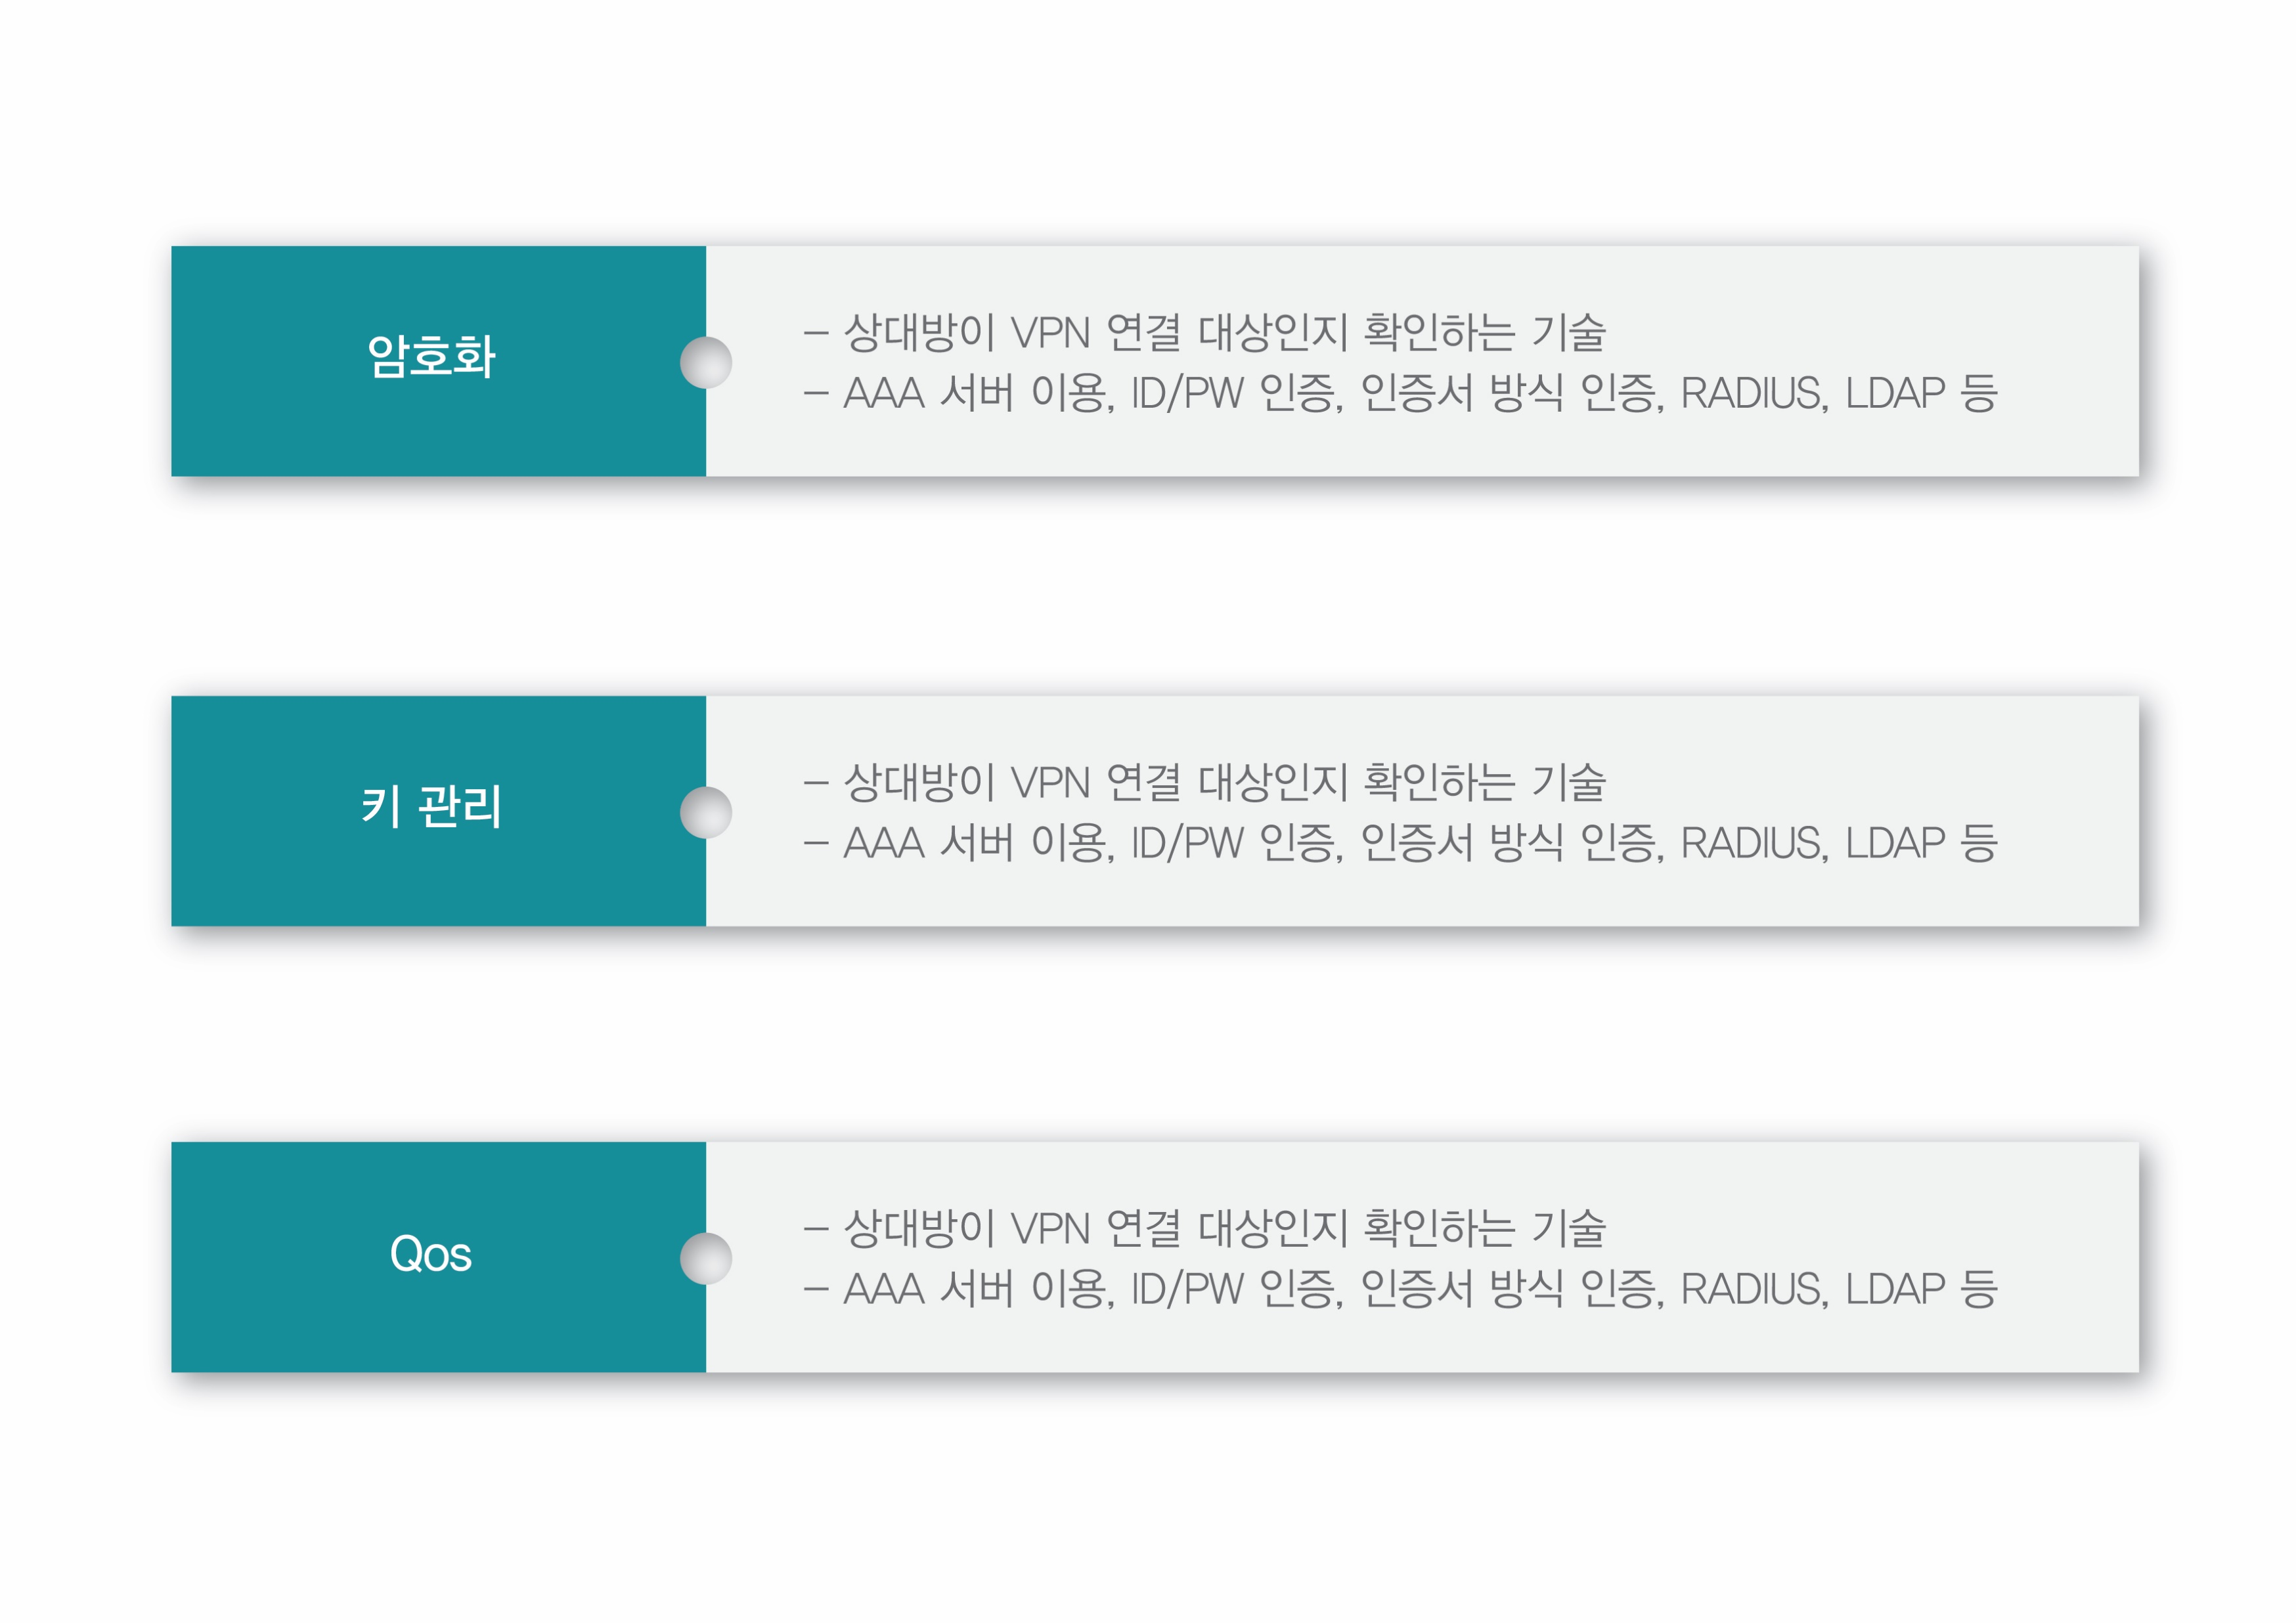 암호화
- 상대방이 VPN 연결 대상인지 확인하는 기술
- AAA 서버 이용, ID/PW 인증, 인증서 방식 인증, RADIUS, LDAP 등
키 관리
- 상대방이 VPN 연결 대상인지 확인하는 기술
- AAA 서버 이용, ID/PW 인증, 인증서 방식 인증, RADIUS, LDAP 등
Qos
- 상대방이 VPN 연결 대상인지 확인하는 기술
- AAA 서버 이용, ID/PW 인증, 인증서 방식 인증, RADIUS, LDAP 등